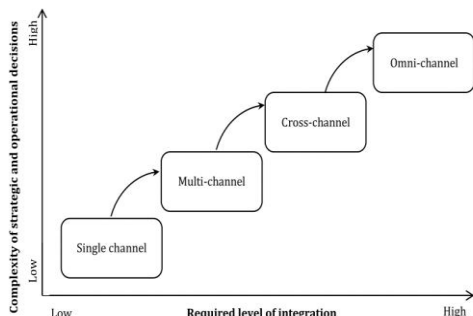 Complexity of strategic and operational decisions
High
Low
Omni-channel
Cross-channel
Multi-channel
Single channel
Low
Required level of integration
High